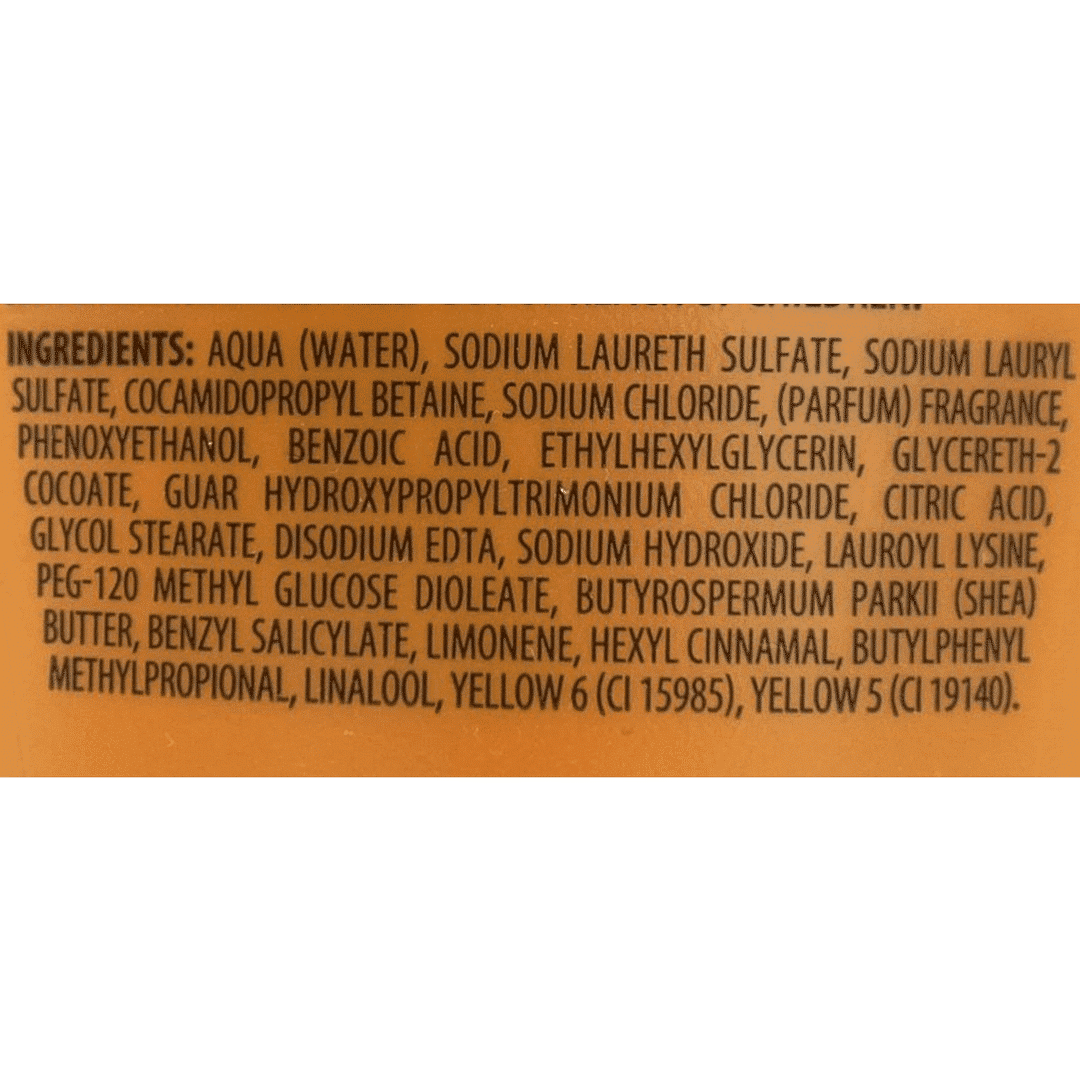 INGREDIENTS: AQUA (WATER), SODIUM LAURETH SULFATE, SODIUM LAURYL
SULFATE, COCAMIDOPROPYL BETAINE, SODIUM CHLORIDE, (PARFUM) FRAGRANCE,
PHENOXYETHANOL, BENZOIC ACID, ETHYLHEXYLGLYCERIN, GLYCERETH-2
COCOATE, GUAR HYDROXYPROPYLTRIMONIUM CHLORIDE, CITRIC ACID,
GLYCOL STEARATE, DISODIUM EDTA, SODIUM HYDROXIDE, LAUROYL LYSINE,
PEG-120 METHYL GLUCOSE DIOLEATE, BUTYROSPERMUM PARKII (SHEA)
BUTTER, BENZYL SALICYLATE, LIMONENE, HEXYL CINNAMAL, BUTYLPHENYL
METHYLPROPIONAL, LINALOOL, YELLOW 6 (CI 15985), YELLOW 5 (CI 19140).